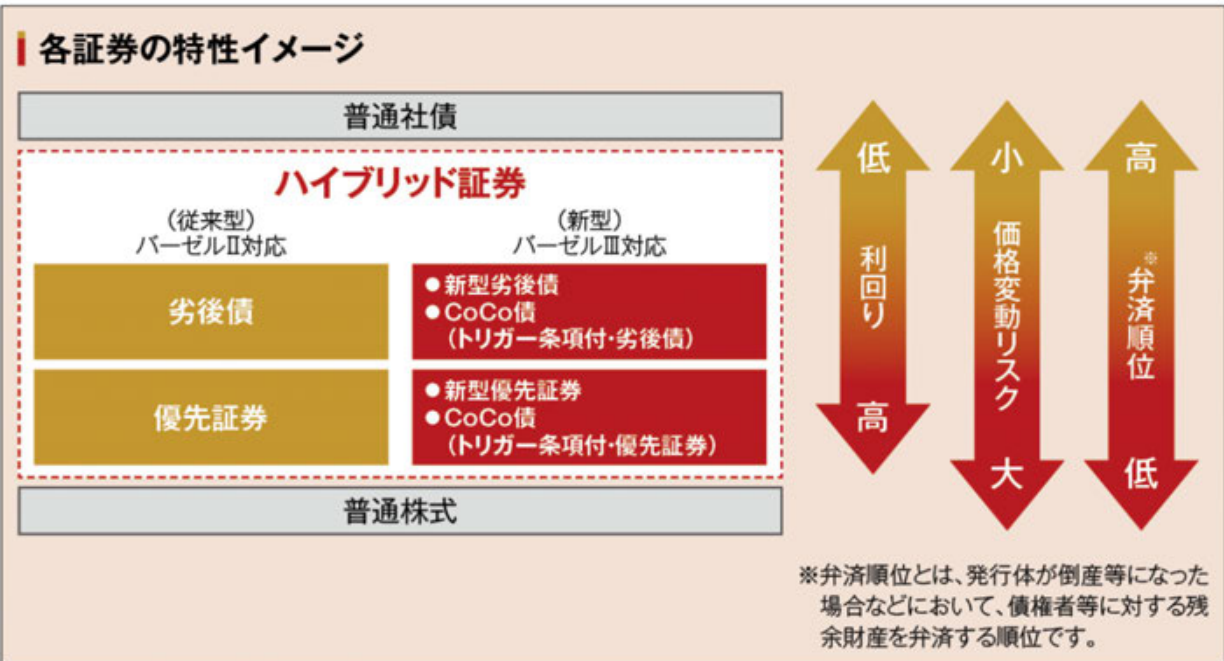 各証券の特性イメージ
普通社債
ハイブリッド証券
（従来型）
バーゼルⅡ対応
（新型）
バーゼルⅢ対応
劣後債
●新型劣後債
●CoCo債
（トリガー条項付・劣後債）
優先証券
●新型優先証券
●CoCo債
（トリガー条項付・優先証券）
普通株式
低
利回り
高
小
価格変動リスク
大
高
※弁済順位
低
※弁済順位とは、発行体が倒産等になった
場合などにおいて、債権者等に対する残
余財産を弁済する順位です。